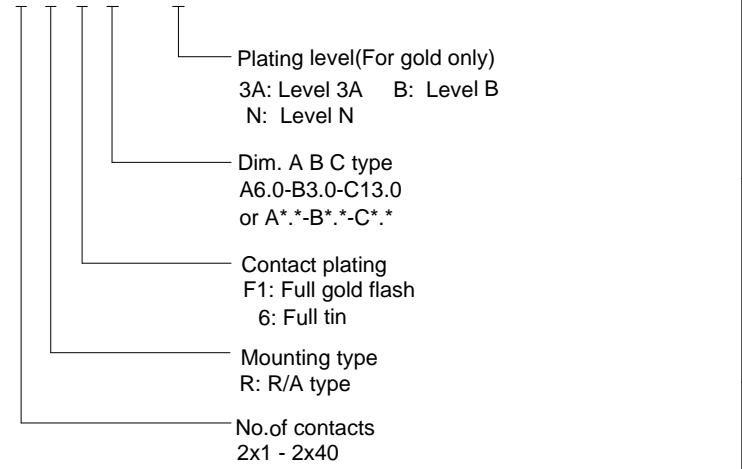 Plating level(For gold only)
3A: Level 3A B: Level B
N: Level N
Dim. A B C type
A6.0-B3.0-C13.0
or A*.*-B*.*-C*.*
Contact plating
F1: Full gold flash
6: Full tin
Mounting type
R: R/A type
No.of contacts
2x1 - 2x40